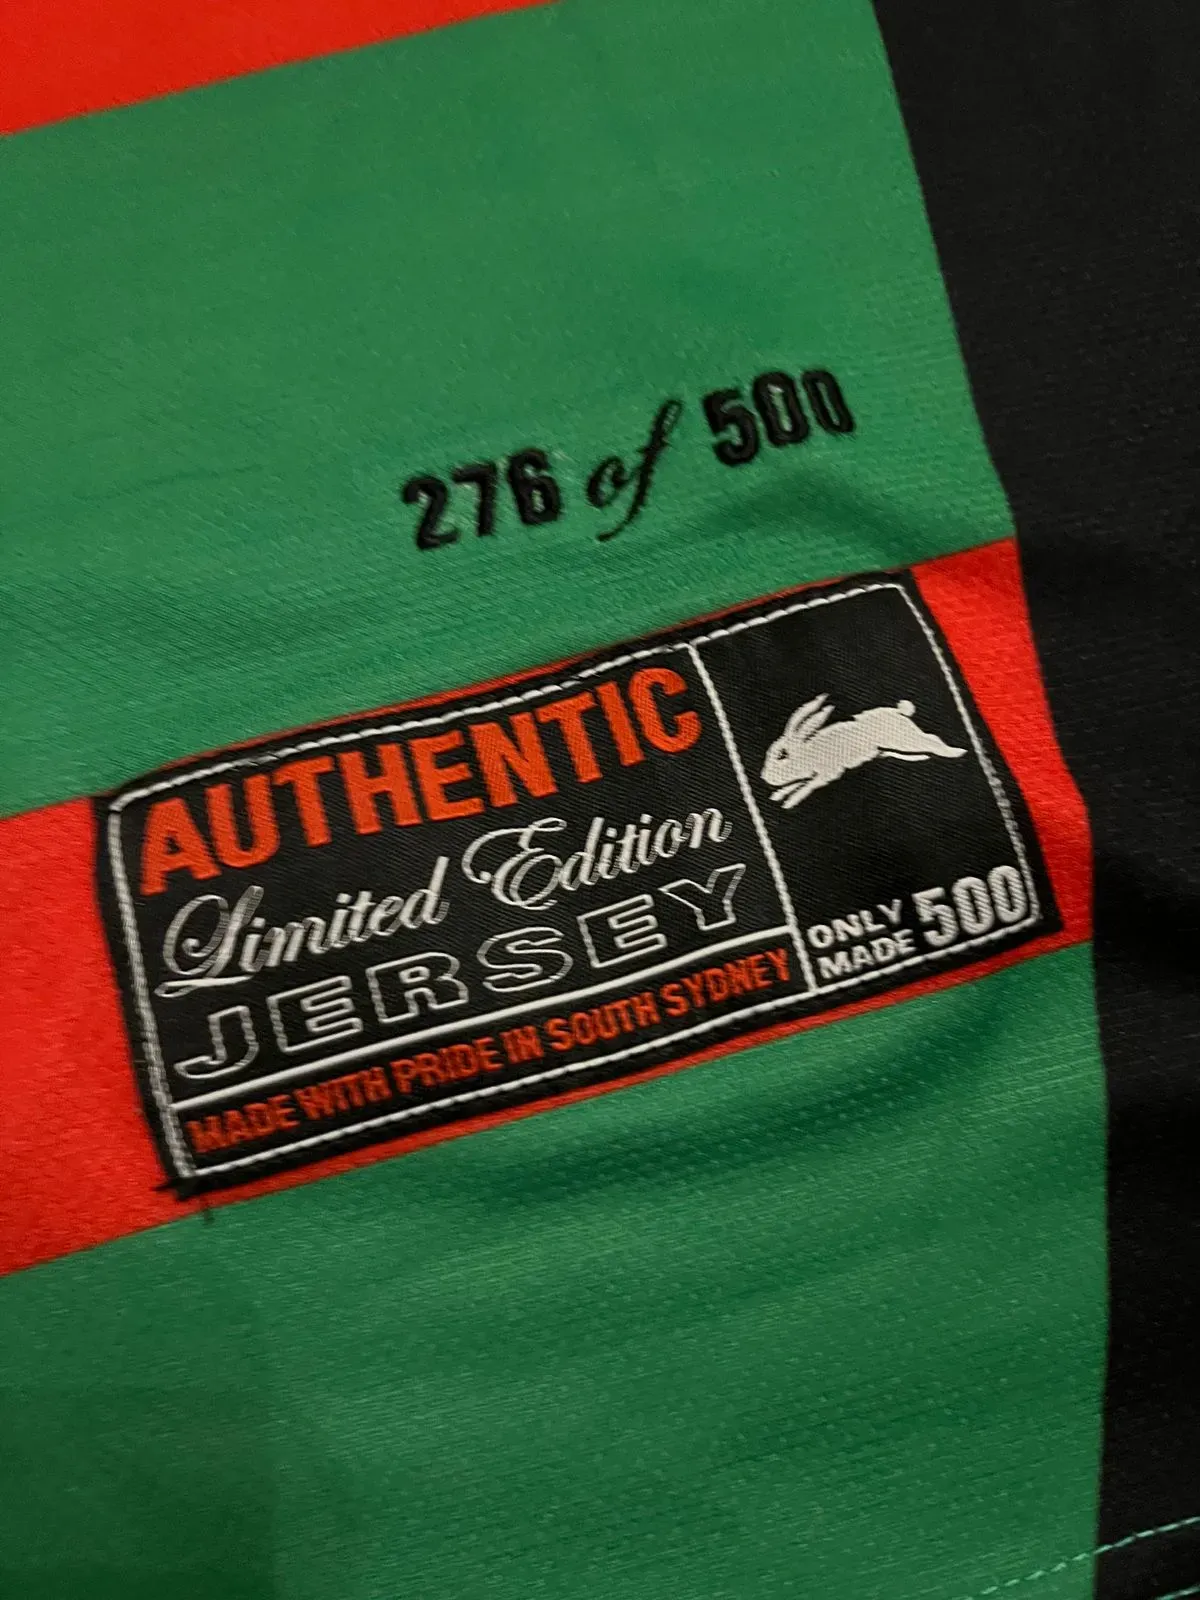 276 of 500
AUTHENTIC
Limited Edition
JERSEY
MADE WITH PRIDE IN SOUTH SYDNEY
ONLY
MADE 500